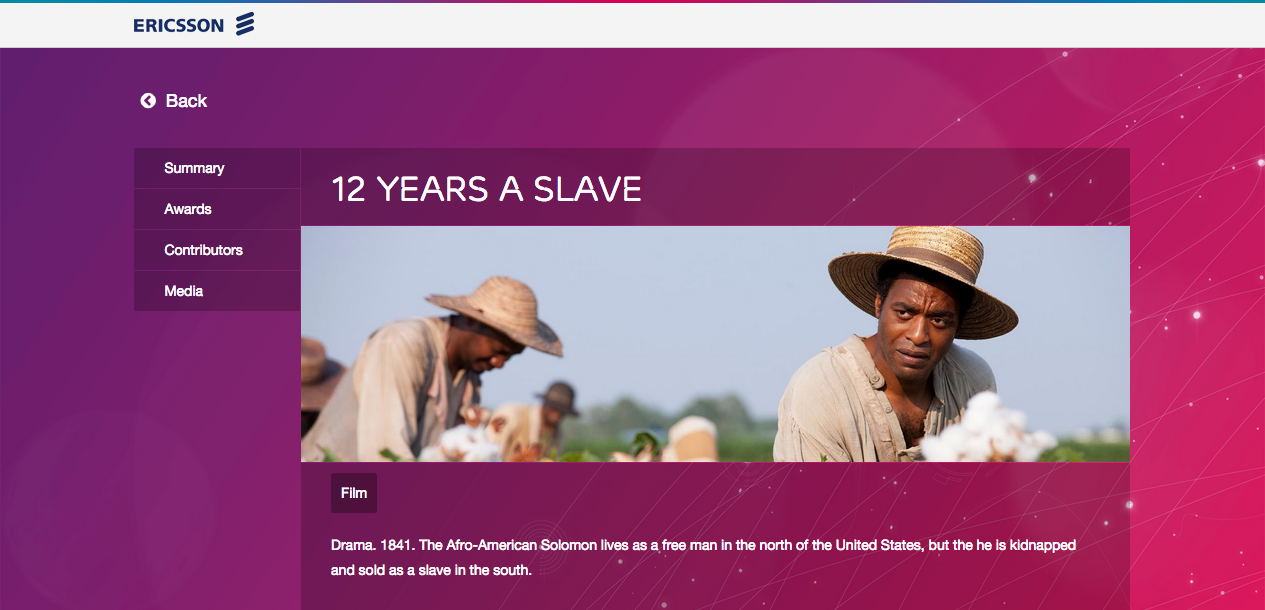 ERICSSON
Back
Summary
Awards
Contributors
Media
12 YEARS A SLAVE
Film
Drama. 1841. The Afro-American Solomon lives as a free man in the north of the United States, but the he is kidnapped
and sold as a slave in the south.